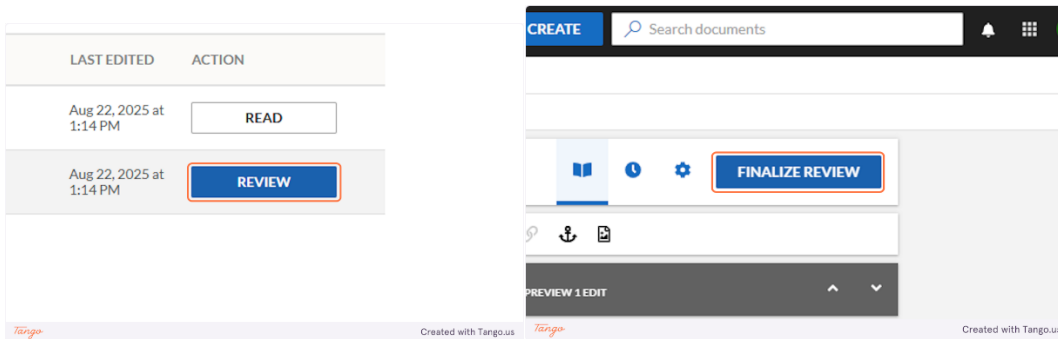 LAST EDITED ACTION
Aug 22, 2025 at
1:14 PM
READ
Aug 22, 2025 at
1:14 PM
REVIEW
Tango
Created with Tango.us
CREATE
Search documents
FINALIZE REVIEW
PREVIEW 1 EDIT
Tango
Created with Tango.us